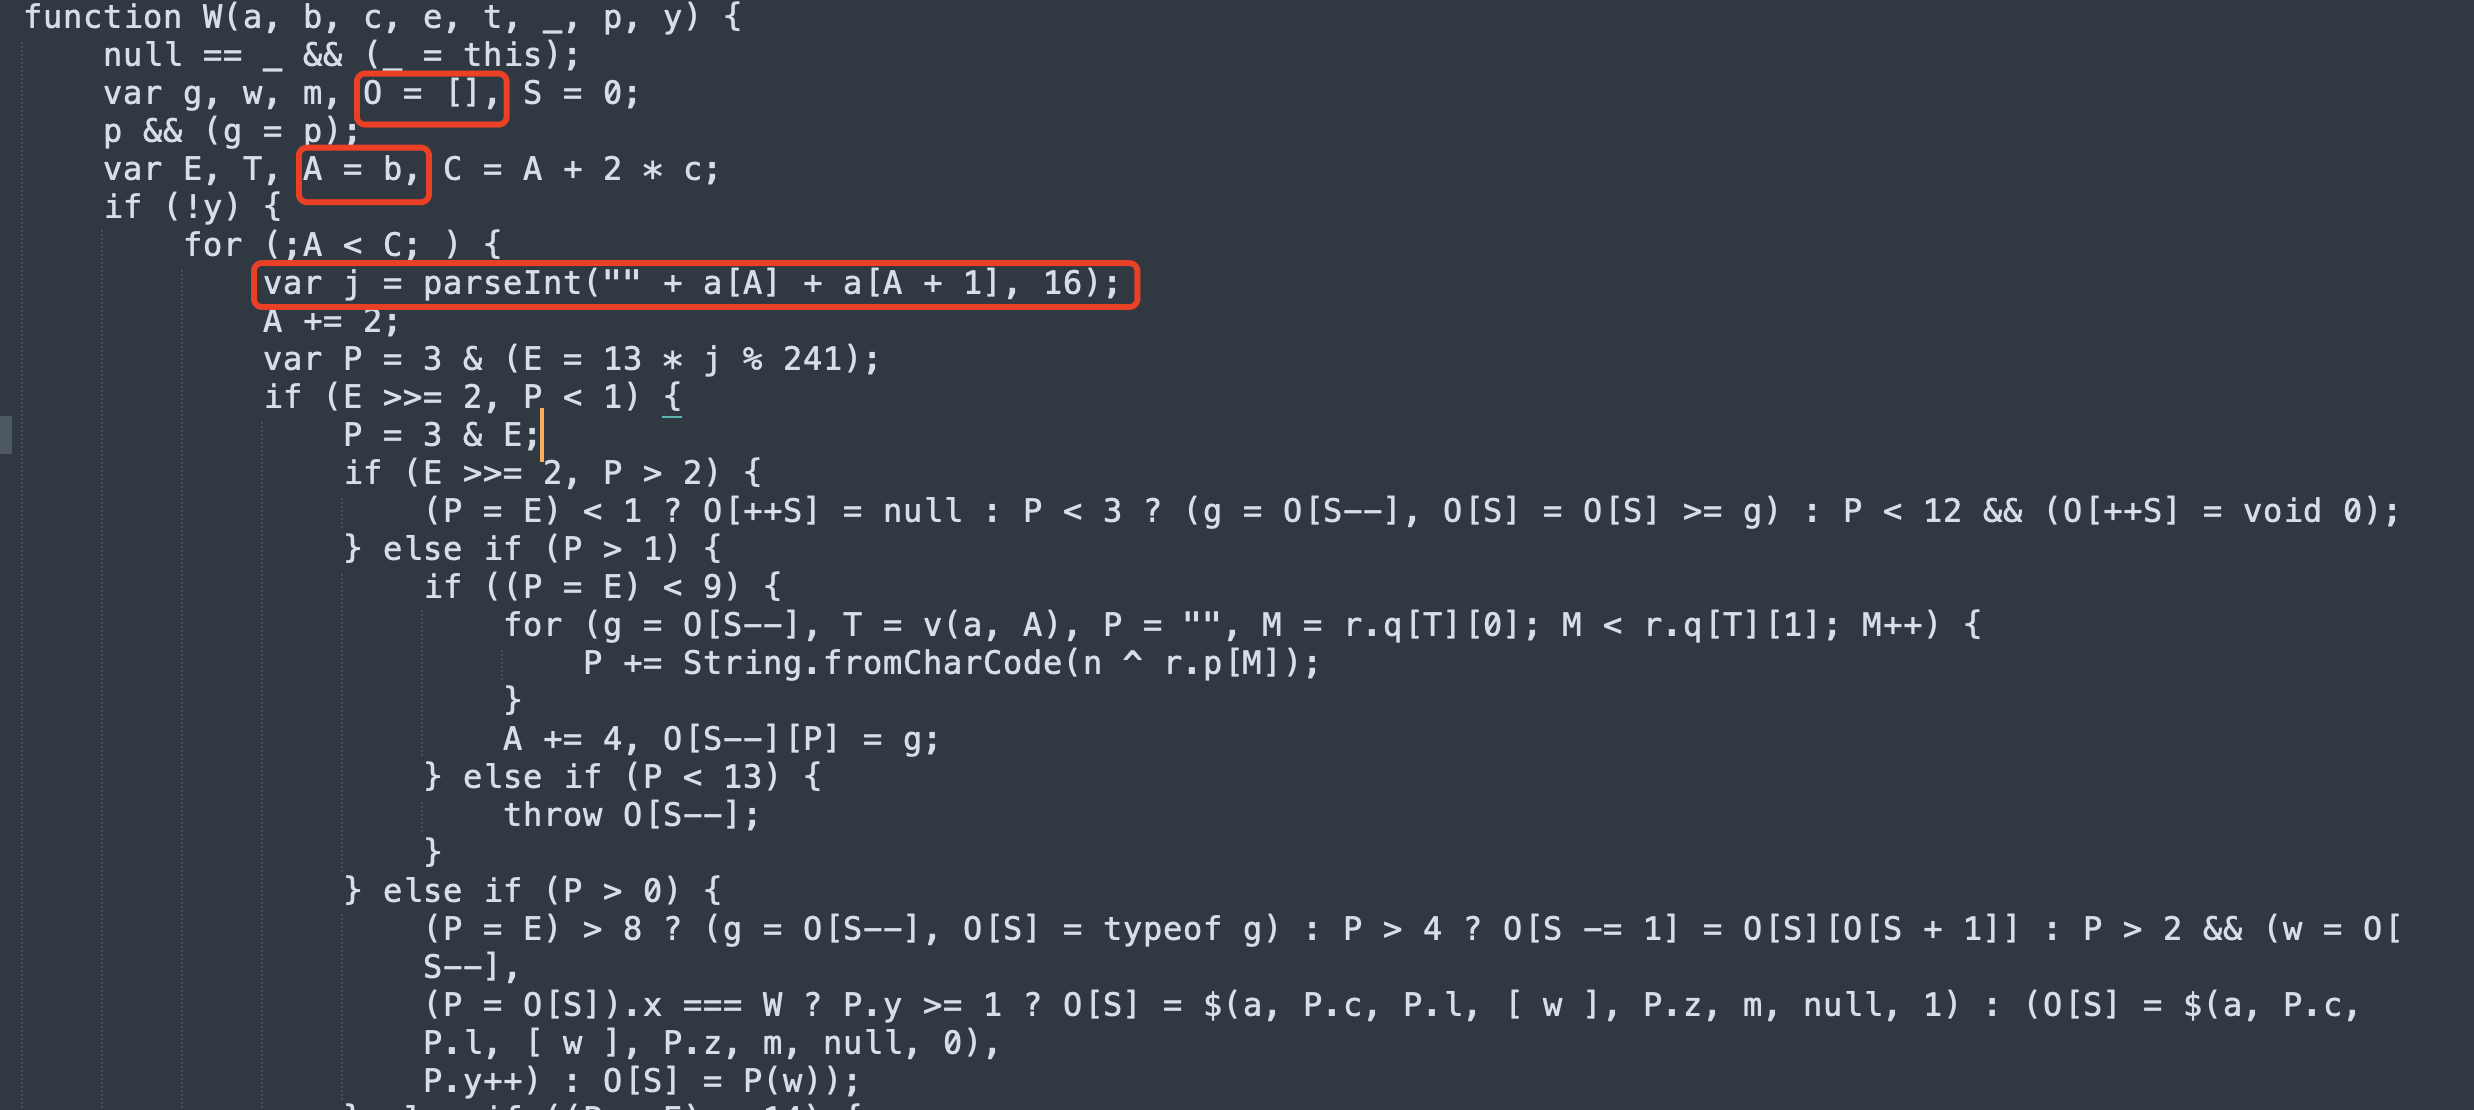 function W(a, b, c, e, t, _, p, y) {
    null == _ && (_ = this);
    var g, w, m, O = [], S = 0;
    p && (g = p);
    var E, T, A = b, C = A + 2 * c;
    if (!y) {
        for (;A < C; ) {
            var j = parseInt("" + a[A] + a[A + 1], 16);
            A += 2;
            var P = 3 & (E = 13 * j % 241);
            if (E >>= 2, P < 1) {
                P = 3 & E;
                if (E >>= 2, P > 2) {
                    (P = E) < 1 ? O[++S] = null : P < 3 ? (g = O[S--], O[S] = O[S] >= g) : P < 12 && (O[++S] = void 0);
                } else if (P > 1) {
                    if ((P = E) < 9) {
                        for (g = O[S--], T = v(a, A), P = "", M = r.q[T][0]; M < r.q[T][1]; M++) {
                            P += String.fromCharCode(n ^ r.p[M]);
                        }
                        A += 4, O[S--][P] = g;
                    } else if (P < 13) {
                        throw O[S--];
                    }
                } else if (P > 0) {
                    (P = E) > 8 ? (g = O[S--], O[S] = typeof g) : P > 4 ? O[S -= 1] = O[S][O[S + 1]] : P > 2 && (w = O[
                    S--],
                    (P = O[S]).x === W ? P.y >= 1 ? O[S] = $(a, P.c, P.l, [ w ], P.z, m, null, 1) : (O[S] = $(a, P.c,
                    P.l, [ w ], P.z, m, null, 0),
                    P.y++) : O[S] = P(w));